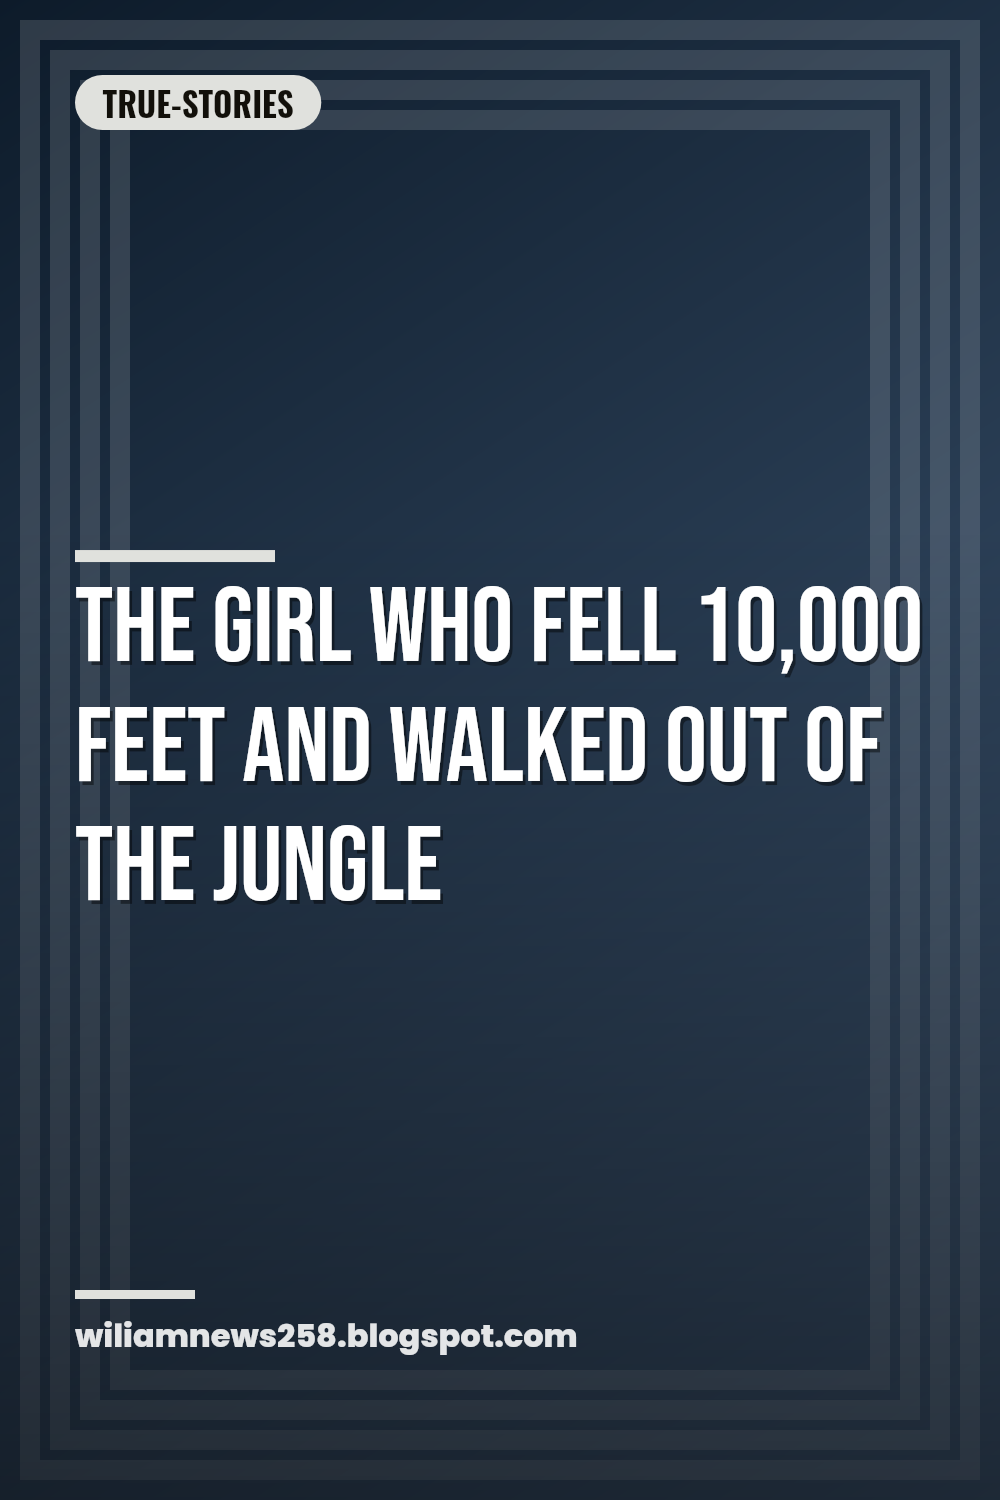 TRUE-STORIES
THE GIRL WHO FELL 10,000
FEET AND WALKED OUT OF
THE JUNGLE
wiliamnews258.blogspot.com